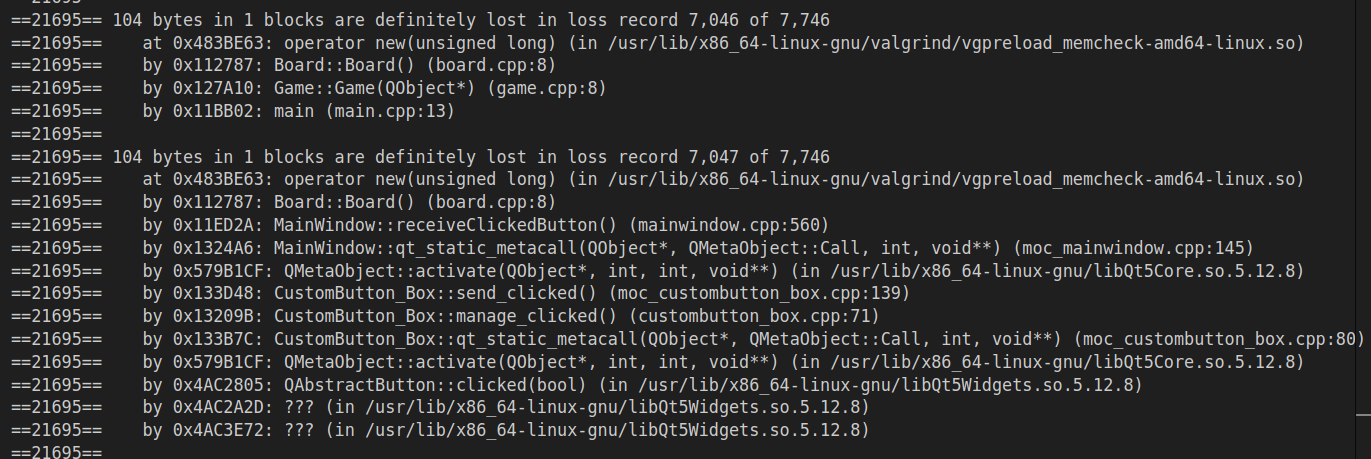 ==21695== 104 bytes in 1 blocks are definitely lost in loss record 7,046 of 7,746
==21695==    at 0x483BE63: operator new(unsigned long) (in /usr/lib/x86_64-linux-gnu/valgrind/vgpreload_memcheck-amd64-linux.so)
==21695==    by 0x112787: Board::Board() (board.cpp:8)
==21695==    by 0x127A10: Game::Game(QObject*) (game.cpp:8)
==21695==    by 0x11BB02: main (main.cpp:13)
==21695==
==21695== 104 bytes in 1 blocks are definitely lost in loss record 7,047 of 7,746
==21695==    at 0x483BE63: operator new(unsigned long) (in /usr/lib/x86_64-linux-gnu/valgrind/vgpreload_memcheck-amd64-linux.so)
==21695==    by 0x112787: Board::Board() (board.cpp:8)
==21695==    by 0x11ED2A: MainWindow::receiveClickedButton() (mainwindow.cpp:560)
==21695==    by 0x1324A6: MainWindow::qt_static_metacall(QObject*, QMetaObject::Call, int, void**) (moc_mainwindow.cpp:145)
==21695==    by 0x579B1CF: QMetaObject::activate(QObject*, int, int, void**) (in /usr/lib/x86_64-linux-gnu/libQt5Core.so.5.12.8)
==21695==    by 0x133D48: CustomButton_Box::send_clicked() (moc_custombutton_box.cpp:139)
==21695==    by 0x13209B: CustomButton_Box::manage_clicked() (custombutton_box.cpp:71)
==21695==    by 0x133B7C: CustomButton_Box::qt_static_metacall(QObject*, QMetaObject::Call, int, void**) (moc_custombutton_box.cpp:80)
==21695==    by 0x579B1CF: QMetaObject::activate(QObject*, int, int, void**) (in /usr/lib/x86_64-linux-gnu/libQt5Core.so.5.12.8)
==21695==    by 0x4AC2805: QAbstractButton::clicked(bool) (in /usr/lib/x86_64-linux-gnu/libQt5Widgets.so.5.12.8)
==21695==    by 0x4AC2A2D: ??? (in /usr/lib/x86_64-linux-gnu/libQt5Widgets.so.5.12.8)
==21695==    by 0x4AC3E72: ??? (in /usr/lib/x86_64-linux-gnu/libQt5Widgets.so.5.12.8)
==21695==